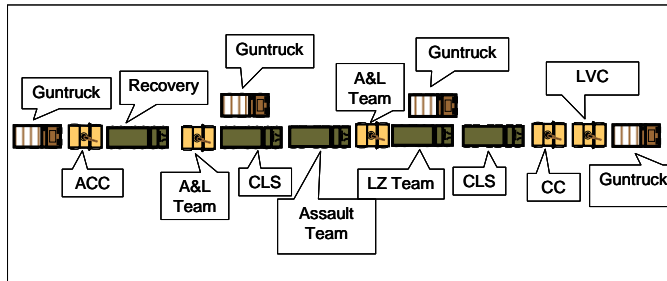 Guntruck
Recovery
Guntruck
A&L
Team
Guntruck
LVC
ACC
A&L
Team
CLS
Assault
Team
LZ Team
CLS
CC
Guntruck